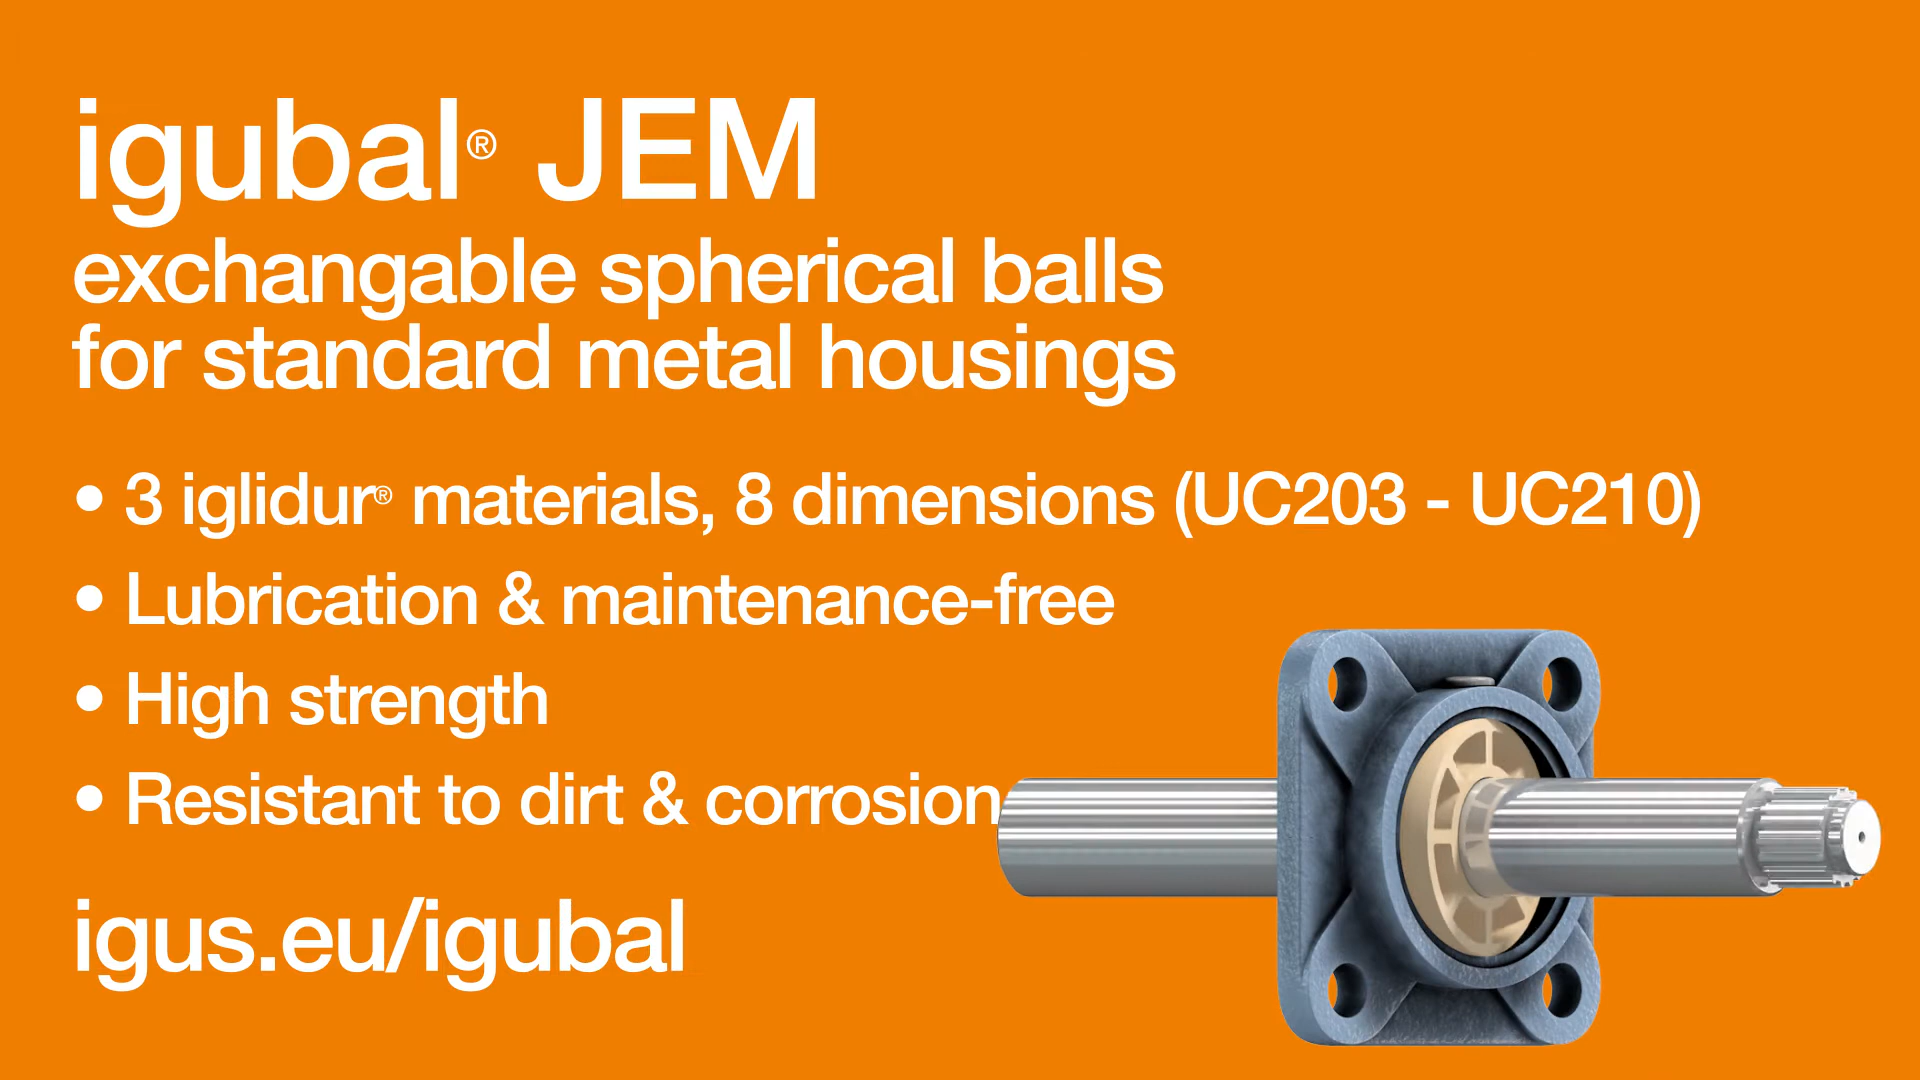 igubal® JEM
exchangable spherical balls
for standard metal housings
• 3 iglidur® materials, 8 dimensions (UC203 - UC210)
• Lubrication & maintenance-free
• High strength
• Resistant to dirt & corrosion
igus.eu/igubal